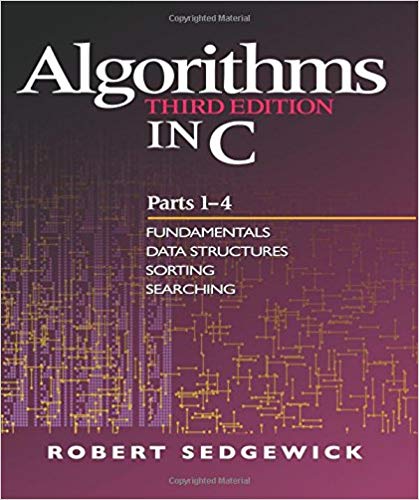 Copyrighted Material
Algorithms
THIRD EDITION
IN C
Parts 1–4
FUNDAMENTALS
DATA STRUCTURES
SORTING
SEARCHING
ROBERT SEDGEWICK
Copyrighted Material